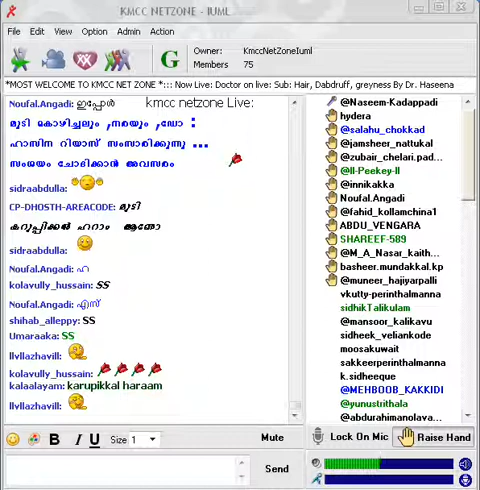 KMCC NETZONE - IUML
File Edit View Option Admin Action
G
Owner: KmccNetZoneIuml
Members 75
*MOST WELCOME TO KMCC NET ZONE *::: Now Live: Doctor on live: Sub: Hair, Dabdruff, greyness By Dr. Haseena
Noufal.Angadi: ഇപ്പോൾ kmcc netzone Live:
മുടി കൊഴിച്ചലും ,നരയും ,ഡോ :
ഹാസിന റിയാസ് സംസാരിക്കുന്നു ...
സംശയം ചോദിക്കാൻ അവസരം
sidraabdulla:
CP-DHOSTH-AREACODE: മുടി
കറുപ്പിക്കൽ ഹറാം ആണോ
sidraabdulla:
Noufal.Angadi: ഹ
kolavully_hussain: SS
Noufal.Angadi: എസ്
shihab_alleppy: SS
Umaraaka: SS
llvllazhavill:
kolavully_hussain:
kalaalayam: karupikkal haraam
llvllazhavill:
@Naseem-Kadappadi
hydera
@salahu_chokkad
@jamsheer_nattukal
@zubair_chelari.pad...
@II-Peekey-II
@innikakka
Noufal.Angadi
@fahid_kollamchina1
ABDU_VENGARA
SHAREEF-589
@M_A_Nasar_kaith...
basheer.mundakkal.kp
@muneer_hajiyarpalli
vkutty-perinthalmanna
sidhikTalikulam
@mansoor_kalikavu
sidheek_veliankode
moosakuwait
sakkeerperinthalmanna
k.sidheeque
@MEHBOOB_KAKKIDI
@yunustrithala
@abdurahimanolava...
B I U Size 1 Mute
Lock On Mic Raise Hand
Send